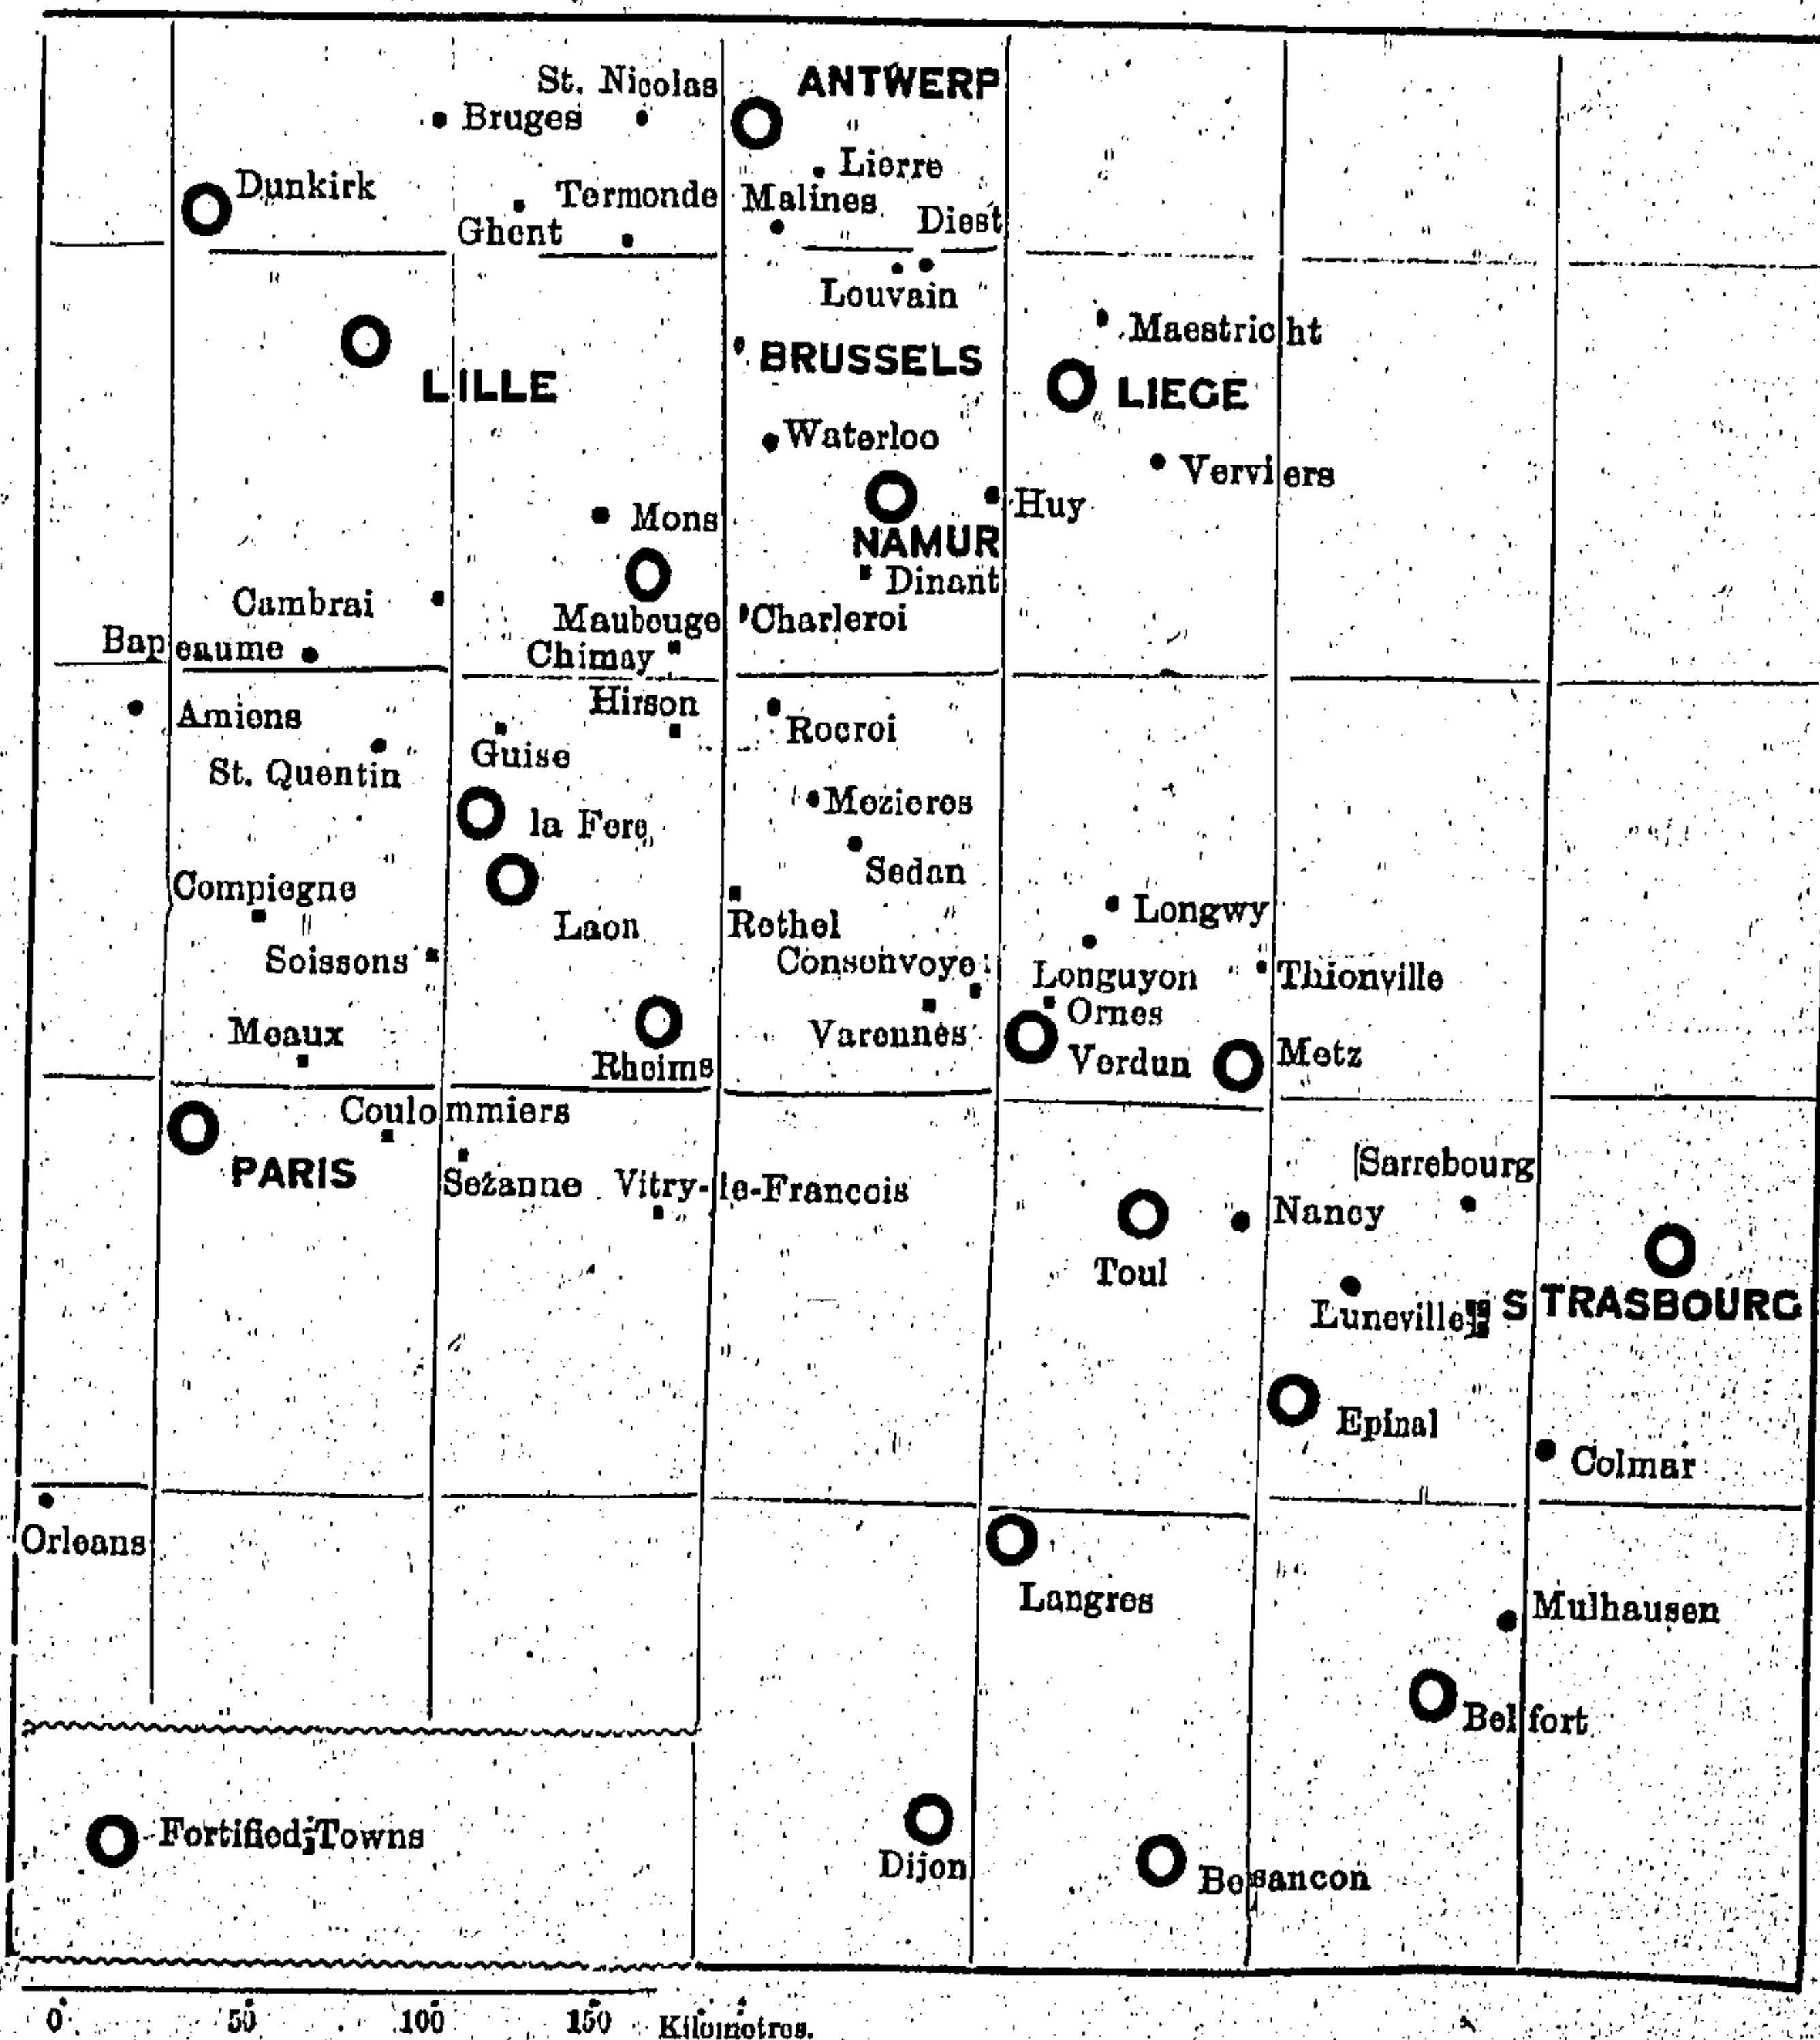 St. Nicolas ANTWERP
Bruges
Lierre
Dunkirk Termonde Malines
Ghent Diest
Louvain
Maestricht
LILLE BRUSSELS LIEGE
Waterloo
Verviers
Mons Huy
NAMUR
Dinant
Cambrai
Maubeuge Charleroi
Bapeaume Chimay
Hirson
Amiens Rocroi
Guise
St. Quentin
la Fere Mezieres
Sedan
Compiegne
Laon Rethel Longwy
Soissons Consenvoye
Longuyon Thionville
Ornes
Meaux Varennes
Rheims Verdun Metz
Coulommiers
PARIS Sarrebourg
Sezanne Vitry-le-Francois
Nancy
Toul
Luneville STRASBOURG
Epinal
Colmar
Orleans
Langres
Mulhausen
Belfort
Fortified Towns
Dijon
Besancon
0 50 100 150 Kilometres.